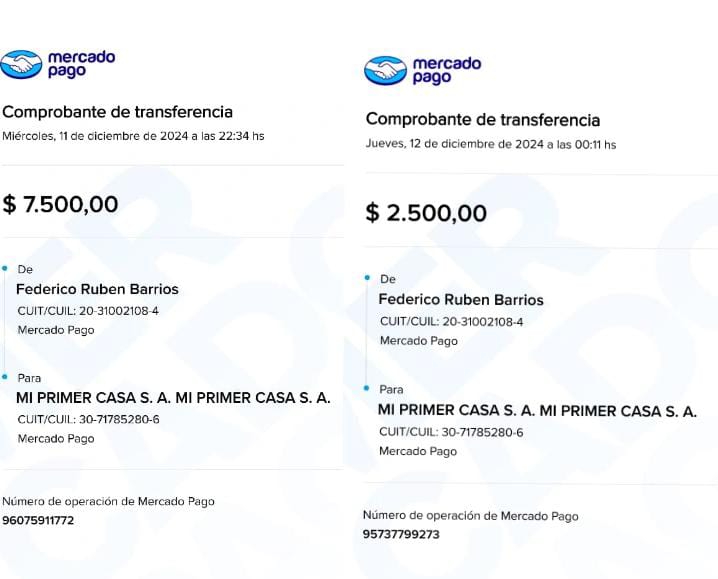 mercado
pago
Comprobante de transferencia
Miércoles, 11 de diciembre de 2024 a las 22:34 hs
$ 7.500,00
De
Federico Ruben Barrios
CUIT/CUIL: 20-31002108-4
Mercado Pago
Para
MI PRIMER CASA S. A. MI PRIMER CASA S. A.
CUIT/CUIL: 30-71785280-6
Mercado Pago
Número de operación de Mercado Pago
96075911772
mercado
pago
Comprobante de transferencia
Jueves, 12 de diciembre de 2024 a las 00:11 hs
$ 2.500,00
De
Federico Ruben Barrios
CUIT/CUIL: 20-31002108-4
Mercado Pago
Para
MI PRIMER CASA S. A. MI PRIMER CASA S. A.
CUIT/CUIL: 30-71785280-6
Mercado Pago
Número de operación de Mercado Pago
95737799273